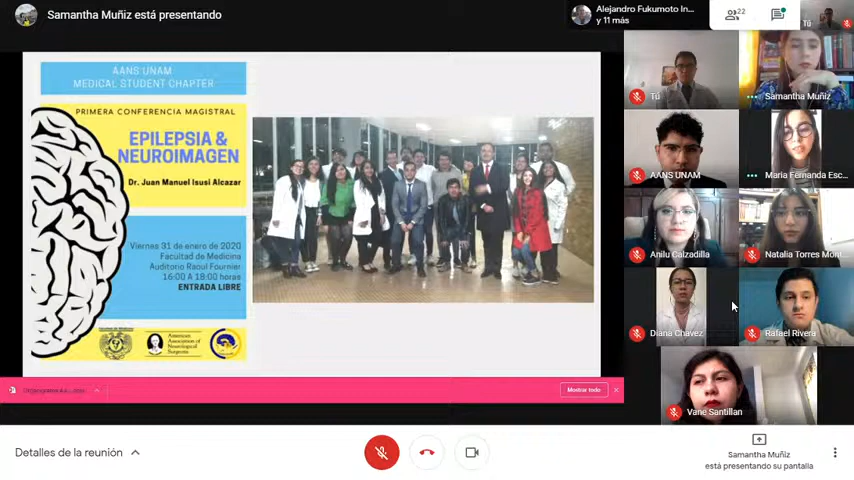 Samantha Muñiz está presentando
Alejandro Fukumoto In...
y 11 más
22
Tú
AANS UNAM
MEDICAL STUDENT CHAPTER
PRIMERA CONFERENCIA MAGISTRAL
EPILEPSIA &
NEUROIMAGEN
Dr. Juan Manuel Isusi Alcazar
Viernes 31 de enero de 2020
Facultad de Medicina
Auditorio Raoul Fournier
16:00 A 18:00 horas
ENTRADA LIBRE
American
Association of
Neurological
Surgeons
Mostrar todo
Tú
Samantha Muñiz
AANS UNAM
Maria Fernanda Esc...
Anilu Calzadilla
Natalia Torres Mon...
Diana Chavez
Rafael Rivera
Vane Santillan
Detalles de la reunión
Samantha Muñiz
está presentando su pantalla